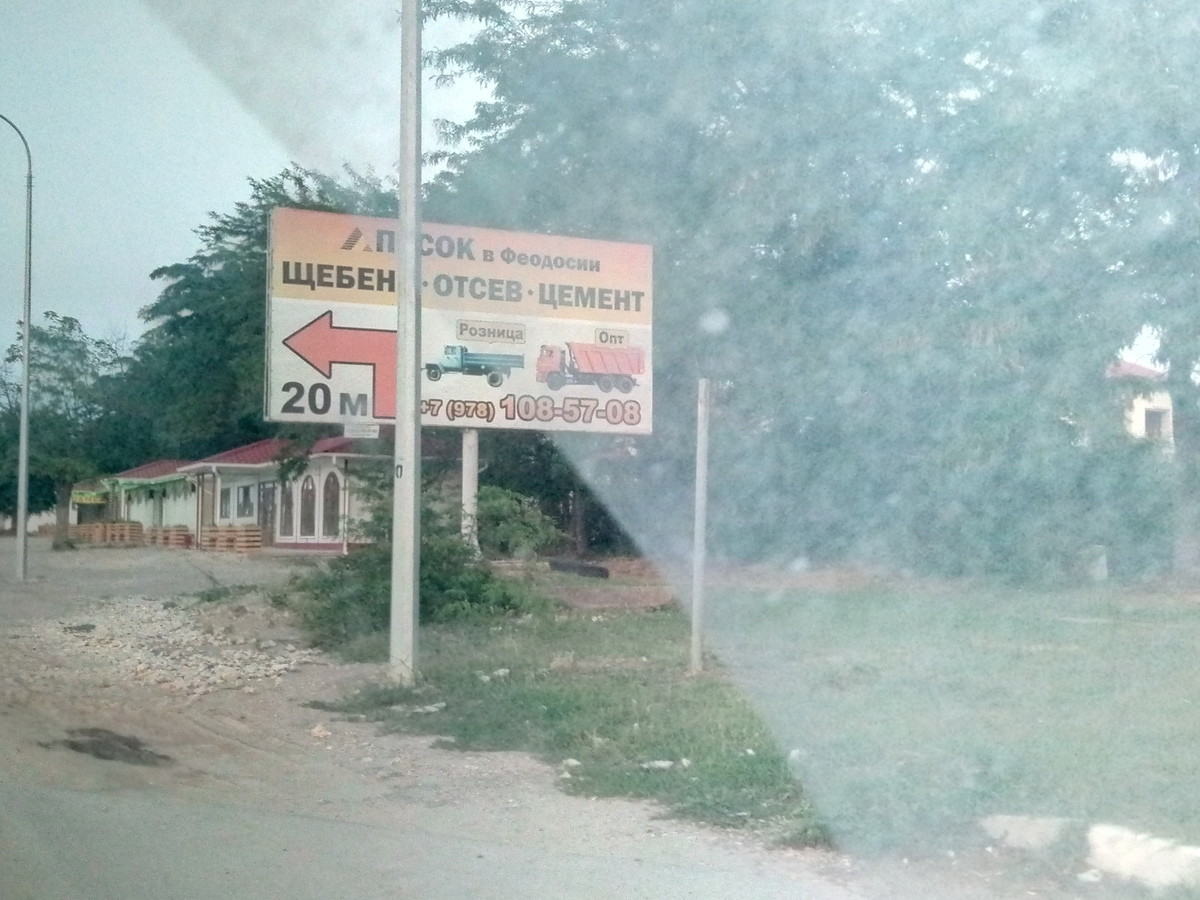 ПЕСОК в Феодосии
ЩЕБЕНЬ · ОТСЕВ · ЦЕМЕНТ
Розница Опт
20 м
+7 (978) 108-57-08